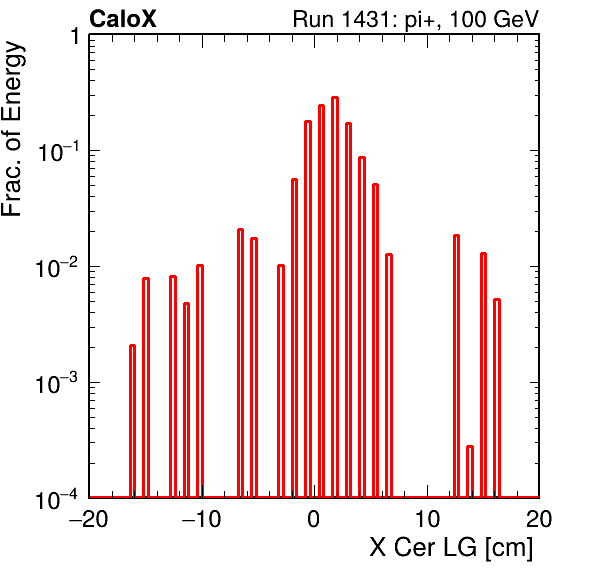 CaloX Run 1431: pi+, 100 GeV
Frac. of Energy
1
10⁻¹
10⁻²
10⁻³
10⁻⁴
−20 −10 0 10 20
X Cer LG [cm]